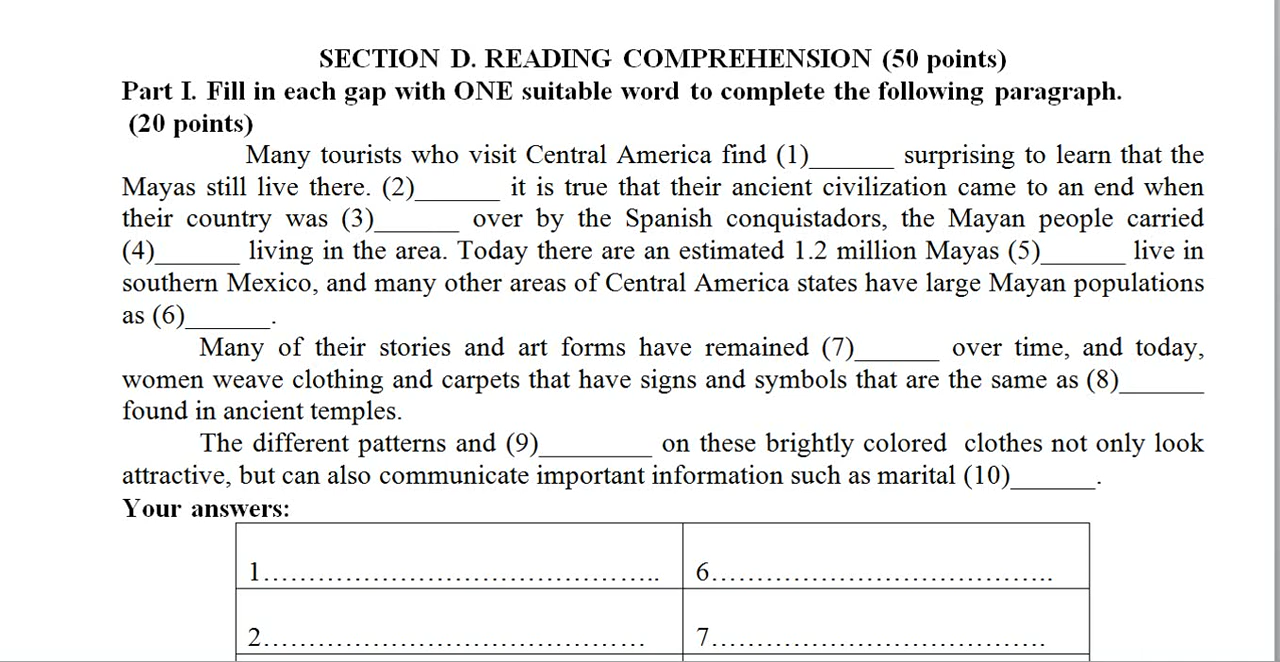 SECTION D. READING COMPREHENSION (50 points)
Part I. Fill in each gap with ONE suitable word to complete the following paragraph.
(20 points)
Many tourists who visit Central America find (1)______ surprising to learn that the
Mayas still live there. (2)______ it is true that their ancient civilization came to an end when
their country was (3)______ over by the Spanish conquistadors, the Mayan people carried
(4)______ living in the area. Today there are an estimated 1.2 million Mayas (5)______ live in
southern Mexico, and many other areas of Central America states have large Mayan populations
as (6)______.
Many of their stories and art forms have remained (7)______ over time, and today,
women weave clothing and carpets that have signs and symbols that are the same as (8)______
found in ancient temples.
The different patterns and (9)________ on these brightly colored clothes not only look
attractive, but can also communicate important information such as marital (10)______.
Your answers:
1............................................. 6.......................................
2........................................... 7......................................